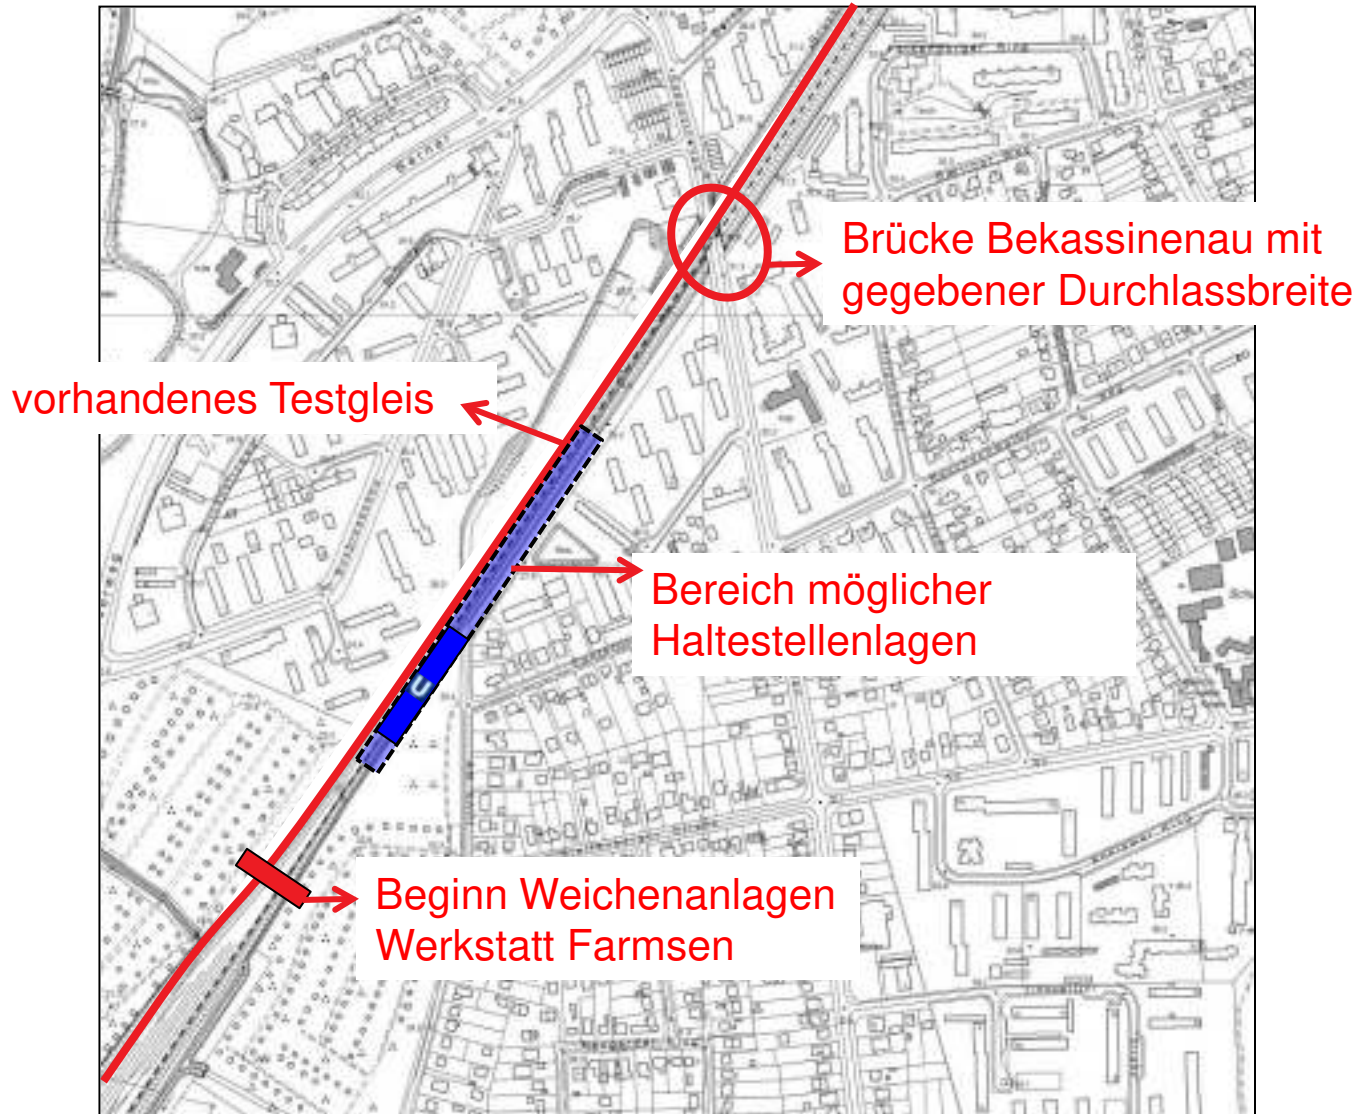 Brücke Bekassinenau mit
gegebener Durchlassbreite
vorhandenes Testgleis
Bereich möglicher
Haltestellenlagen
U
Beginn Weichenanlagen
Werkstatt Farmsen